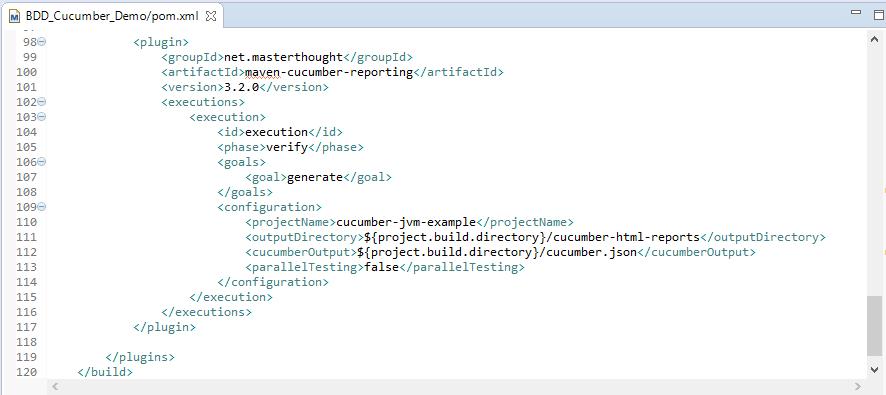 BDD_Cucumber_Demo/pom.xml
98 <plugin>
99 <groupId>net.masterthought</groupId>
100 <artifactId>maven-cucumber-reporting</artifactId>
101 <version>3.2.0</version>
102 <executions>
103 <execution>
104 <id>execution</id>
105 <phase>verify</phase>
106 <goals>
107 <goal>generate</goal>
108 </goals>
109 <configuration>
110 <projectName>cucumber-jvm-example</projectName>
111 <outputDirectory>${project.build.directory}/cucumber-html-reports</outputDirectory>
112 <cucumberOutput>${project.build.directory}/cucumber.json</cucumberOutput>
113 <parallelTesting>false</parallelTesting>
114 </configuration>
115 </execution>
116 </executions>
117 </plugin>
118
119 </plugins>
120 </build>